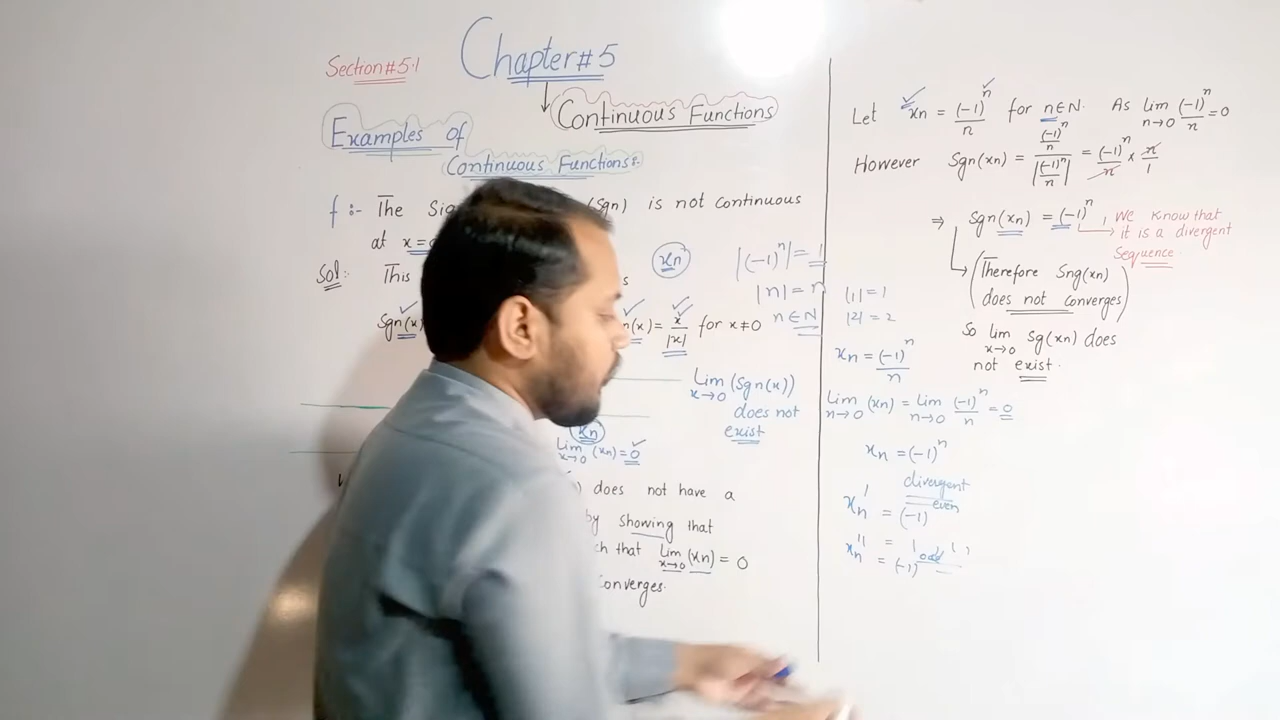 Section#5.1
Chapter#5
Continuous Functions
Examples of
Continuous Functions:-
f :- The Sig (Sgn) is not continuous
at x=
Sol: This s
xn
|(-1)^n| = 1
|n| = n
n ∈ N
Sgn(x) n(x) = x/|x| for x≠0
Lim x→0 (Sgn(x))
does not
exist
xn
Lim x→0 (xn) = 0
) does not have a
by showing that
ch that lim x→0 (xn) = 0
Converges.
Let xn = (-1)^n/n for n∈N. As lim n→0 (-1)^n/n = 0
However Sgn(xn) = ((-1)^n/n)/|(-1)^n/n| = (-1)^n/n × n/1
⇒ Sgn(xn) = (-1)^n, We know that
it is a divergent
Sequence.
(Therefore Sng(xn)
does not converges)
|1| = 1
|2| = 2
So lim x→0 Sg(xn) does
not exist.
xn = (-1)^n/n
Lim n→0 (xn) = Lim n→0 (-1)^n/n = 0
xn = (-1)^n
divergent
xn' = (-1)^even
xn'' = (-1)^odd